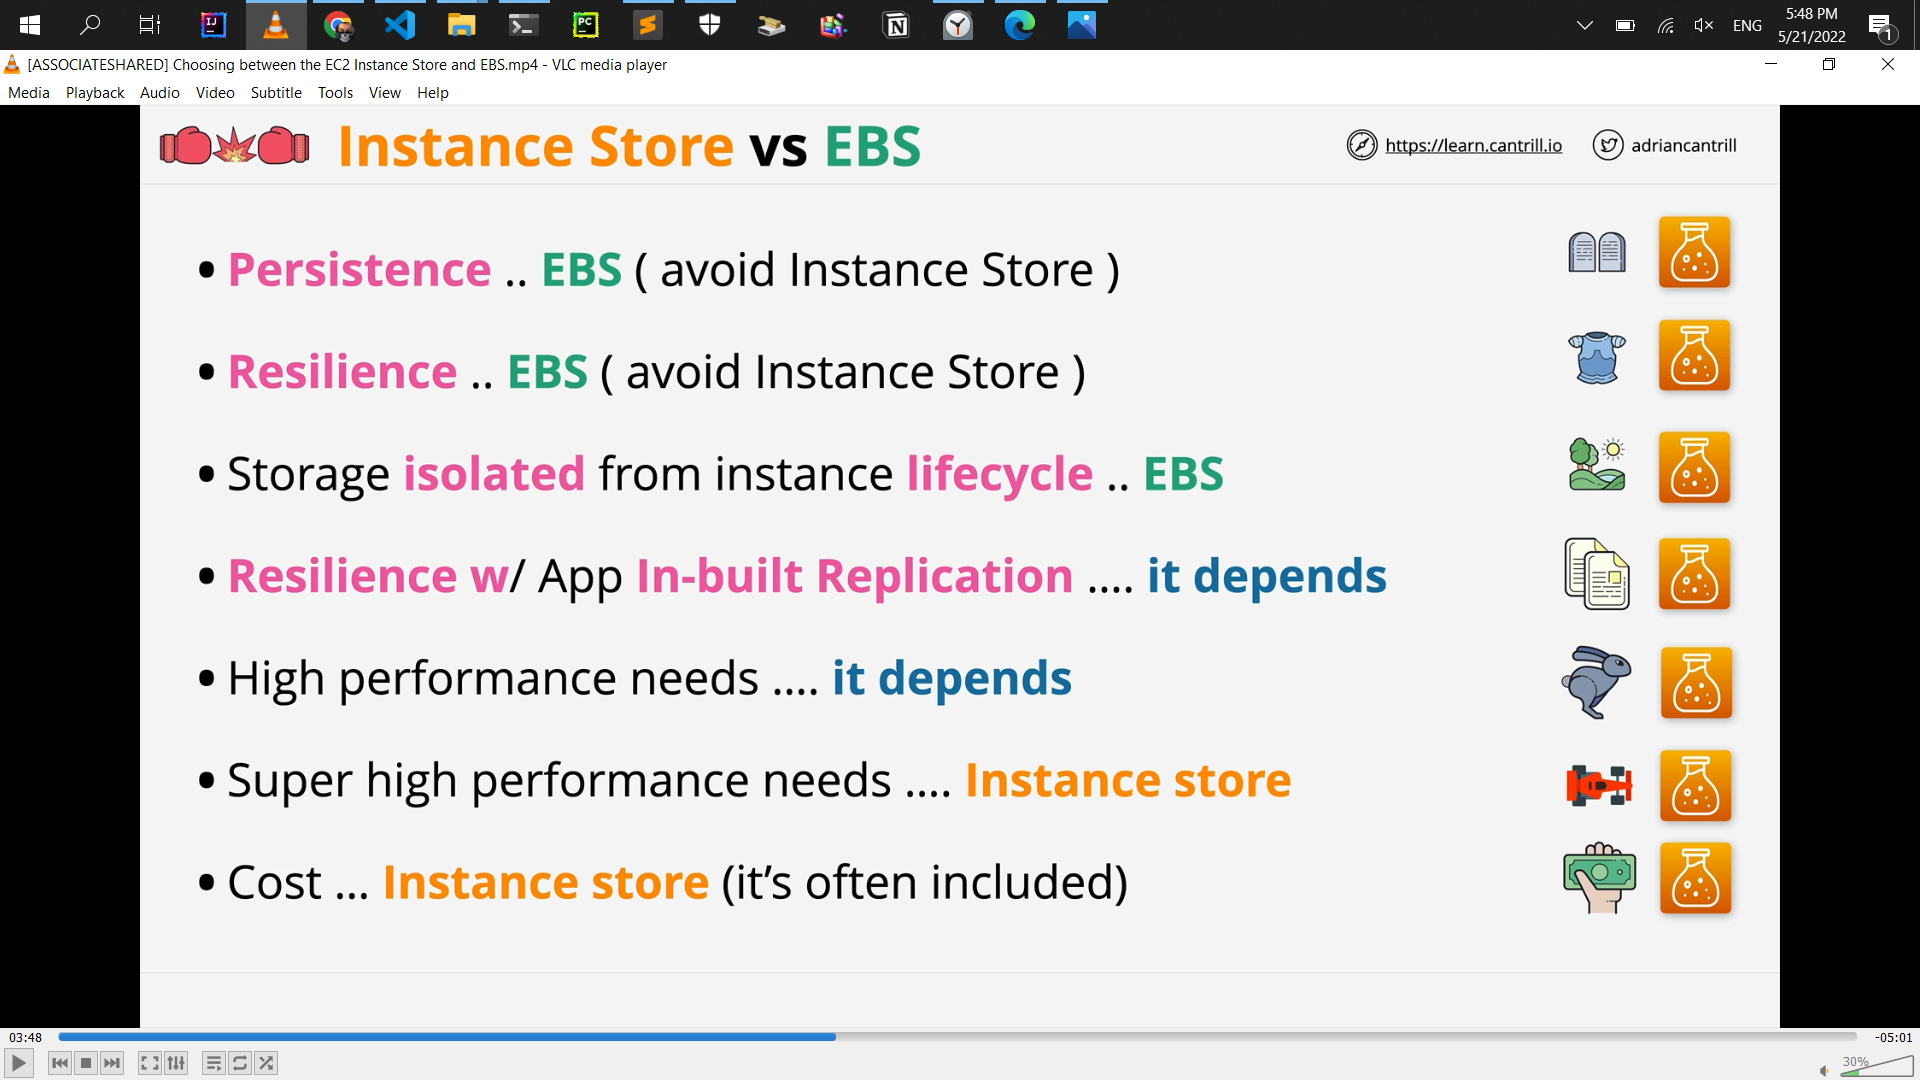 IJ
PC
N
ENG
5:48 PM
5/21/2022
1
[ASSOCIATESHARED] Choosing between the EC2 Instance Store and EBS.mp4 - VLC media player
Media Playback Audio Video Subtitle Tools View Help
Instance Store vs EBS
https://learn.cantrill.io
adriancantrill
• Persistence .. EBS ( avoid Instance Store )
• Resilience .. EBS ( avoid Instance Store )
• Storage isolated from instance lifecycle .. EBS
• Resilience w/ App In-built Replication .... it depends
• High performance needs .... it depends
• Super high performance needs .... Instance store
• Cost ... Instance store (it’s often included)
03:48
-05:01
30%